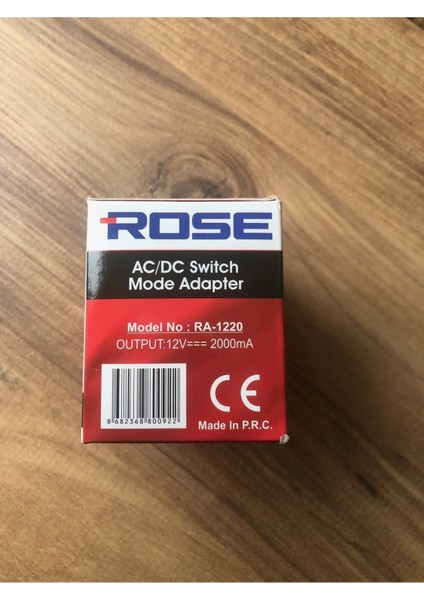 ROSE
AC/DC Switch
Mode Adapter
Model No : RA-1220
OUTPUT:12V=== 2000mA
CE
8 682368 800922
Made In P.R.C.